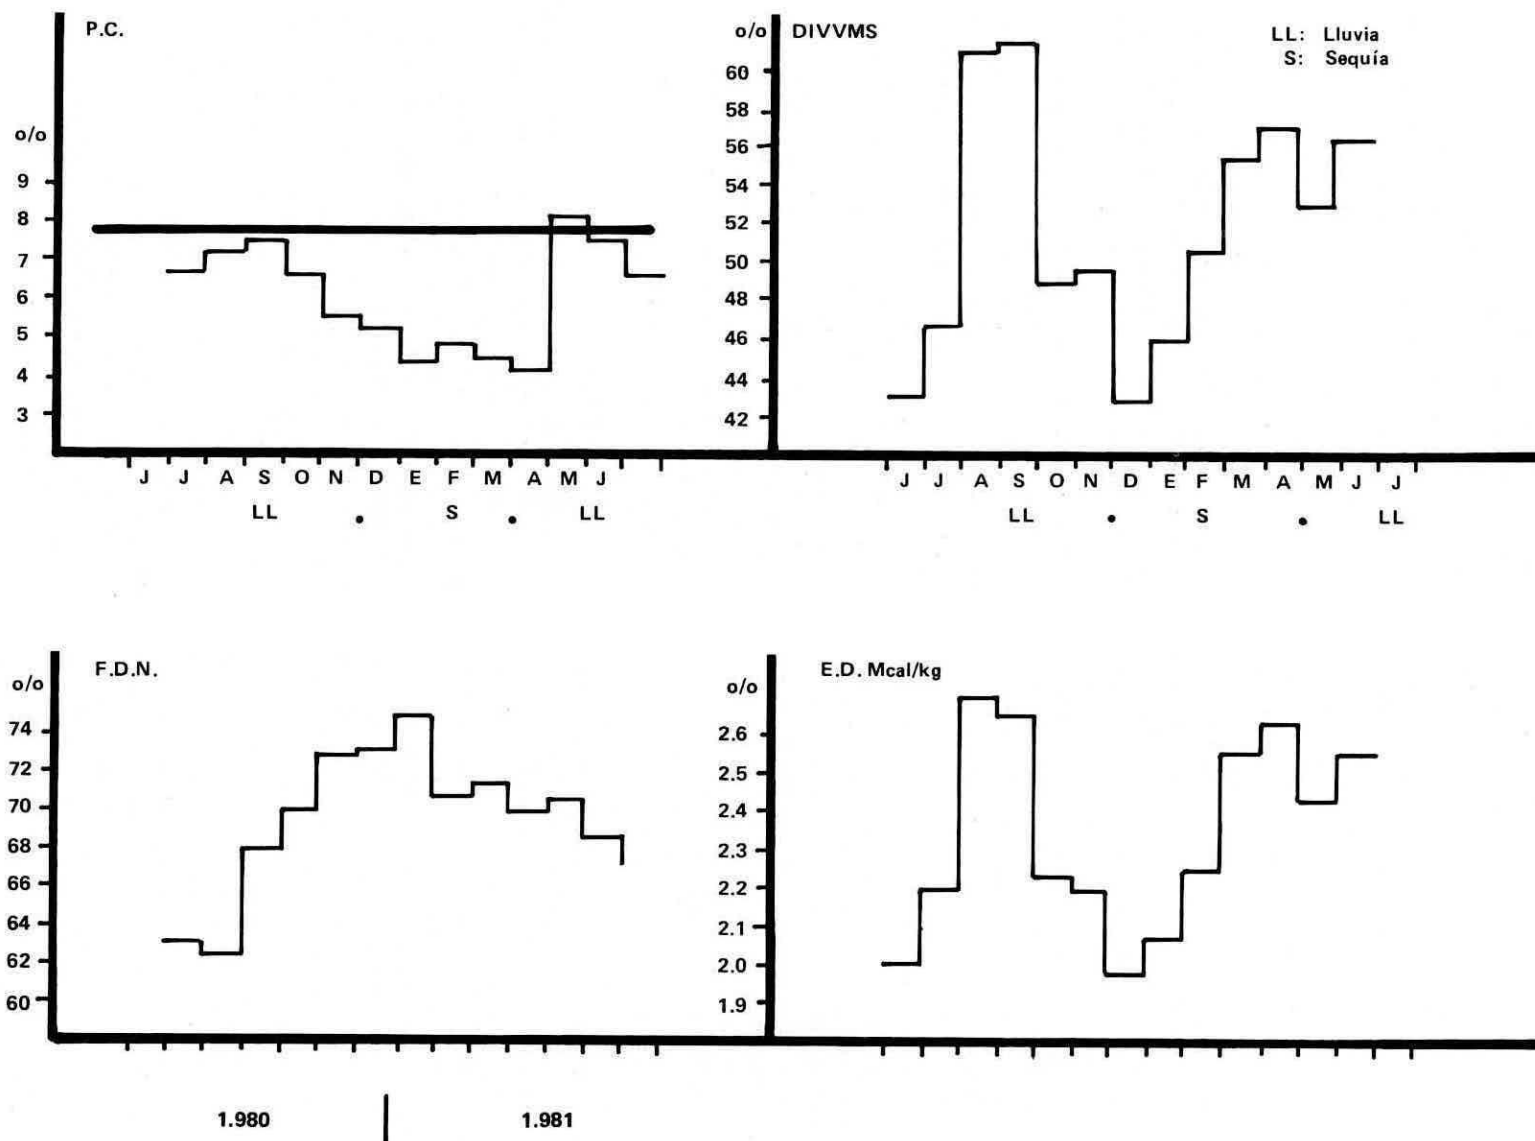 P.C.
o/o
9
8
7
6
5
4
3
J J A S O N D E F M A M J
LL . S . LL
o/o DIVVMS
LL: Lluvia
S: Sequía
60
58
56
54
52
50
48
46
44
42
J J A S O N D E F M A M J J
LL . S . LL
F.D.N.
o/o
74
72
70
68
66
64
62
60
E.D. Mcal/kg
o/o
2.6
2.5
2.4
2.3
2.2
2.1
2.0
1.9
1.980 | 1.981